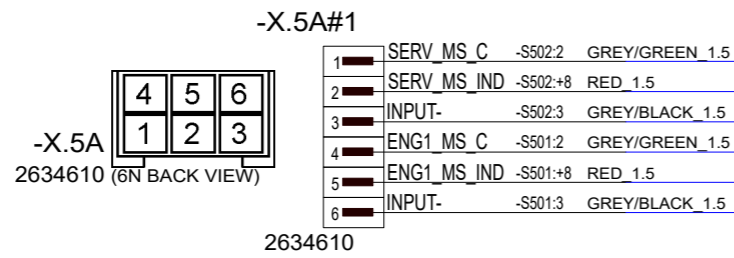 -X.5A#1
4 5 6
1 2 3
-X.5A
2634610 (6N BACK VIEW)
1 SERV_MS_C -S502:2 GREY/GREEN_1.5
2 SERV_MS_IND -S502:+8 RED_1.5
3 INPUT- -S502:3 GREY/BLACK_1.5
4 ENG1_MS_C -S501:2 GREY/GREEN_1.5
5 ENG1_MS_IND -S501:+8 RED_1.5
6 INPUT- -S501:3 GREY/BLACK_1.5
2634610